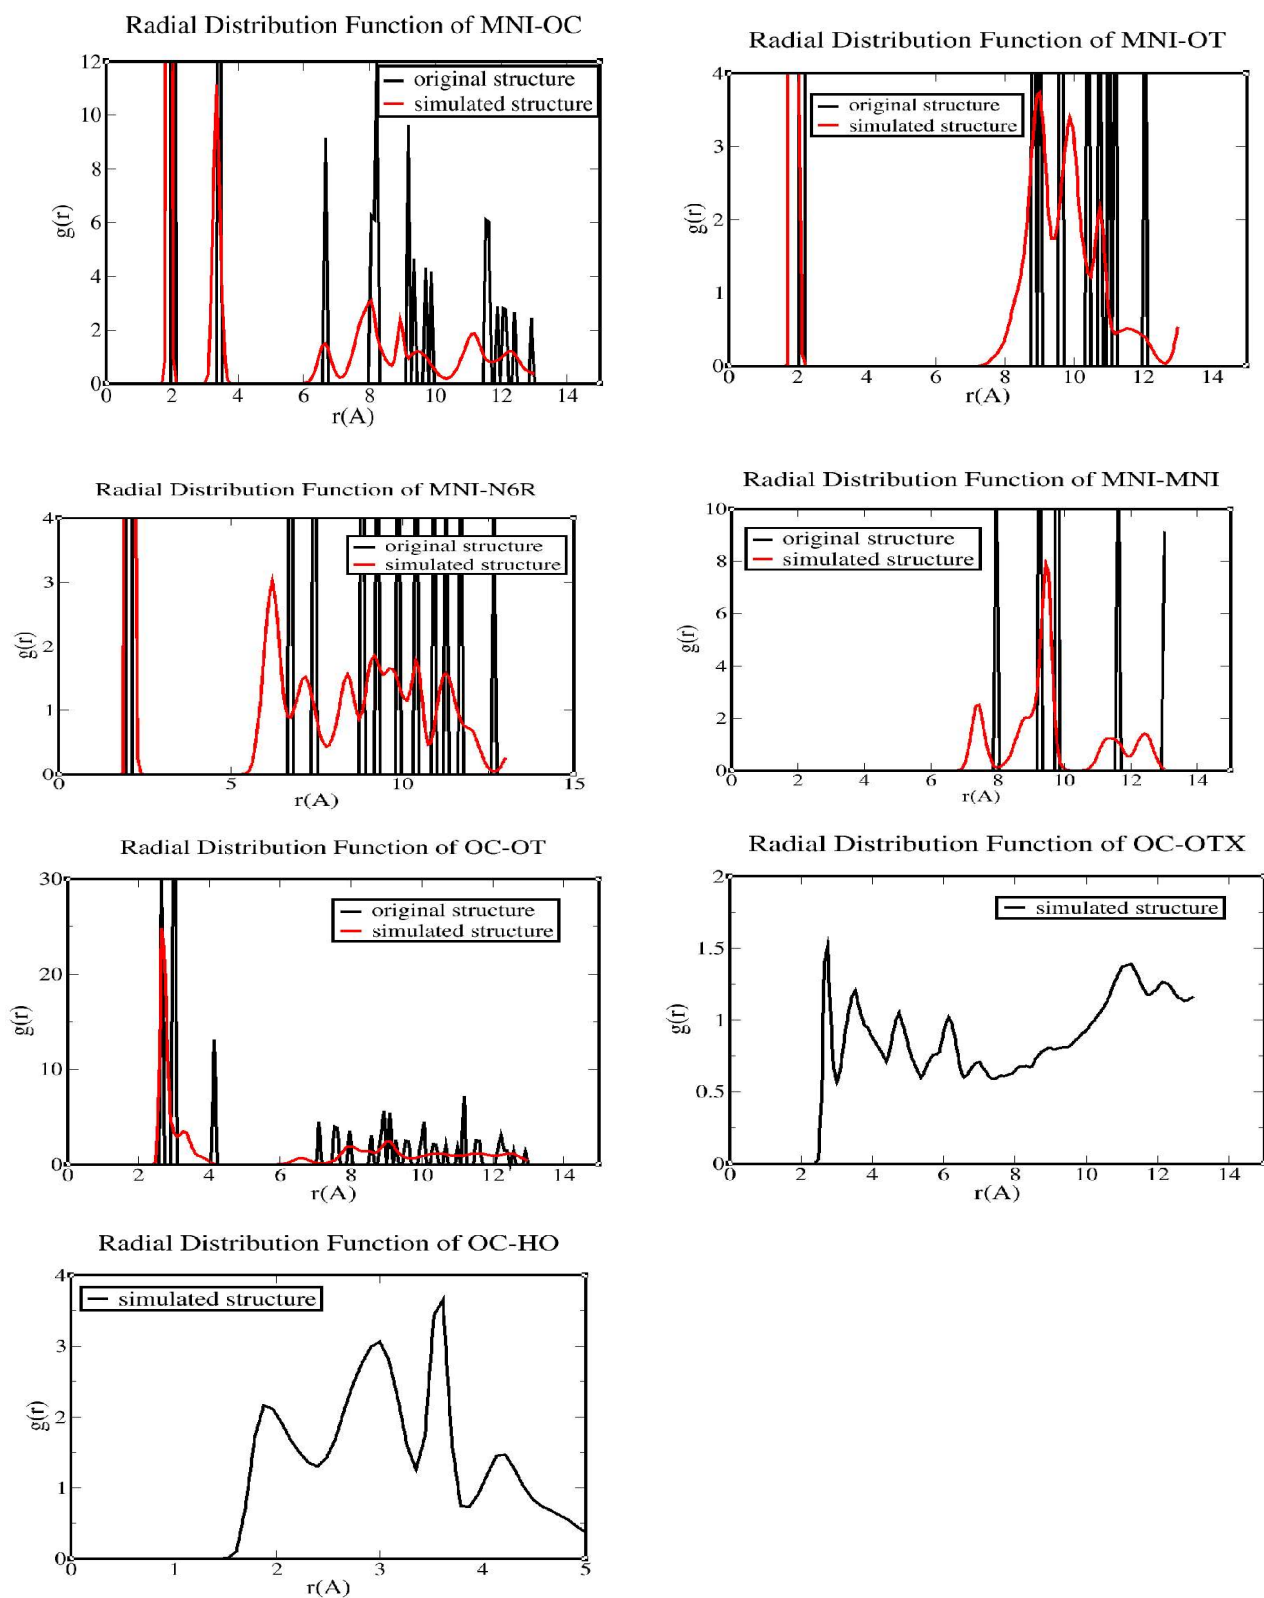 Radial Distribution Function of MNI-OC
original structure
simulated structure
g(r)
12
10
8
6
4
2
0
0 2 4 6 8 10 12 14
r(A)
Radial Distribution Function of MNI-OT
original structure
simulated structure
g(r)
4
3
2
1
0
0 2 4 6 8 10 12 14
r(A)
Radial Distribution Function of MNI-N6R
original structure
simulated structure
g(r)
4
3
2
1
0
0 5 10 15
r(A)
Radial Distribution Function of MNI-MNI
original structure
simulated structure
g(r)
10
8
6
4
2
0
0 2 4 6 8 10 12 14
r(A)
Radial Distribution Function of OC-OT
original structure
simulated structure
g(r)
30
20
10
0
0 2 4 6 8 10 12 14
r(A)
Radial Distribution Function of OC-OTX
simulated structure
g(r)
2
1.5
1
0.5
0
0 2 4 6 8 10 12 14
r(A)
Radial Distribution Function of OC-HO
simulated structure
g(r)
4
3
2
1
0
0 1 2 3 4 5
r(A)